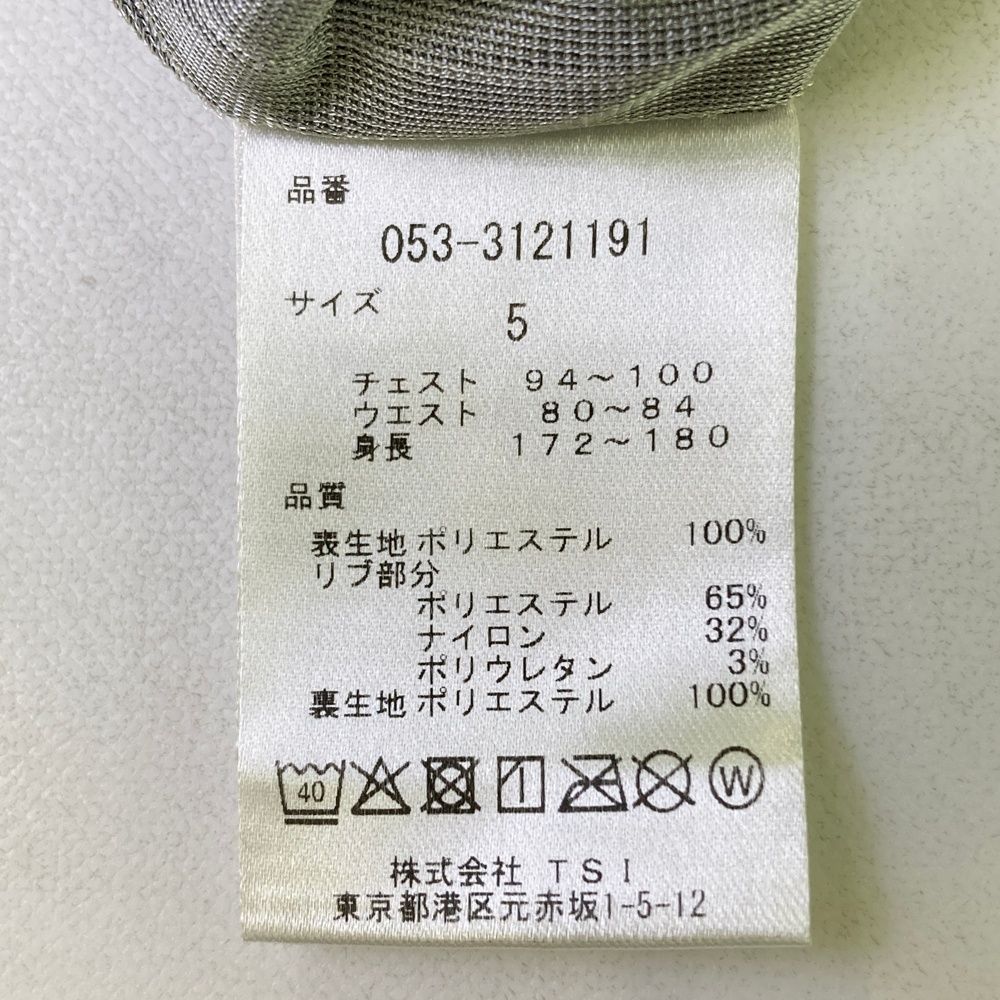 品番
053-3121191
サイズ
5
チェスト 94～100
ウエスト 80～84
身長 172～180
品質
表生地 ポリエステル 100%
リブ部分
ポリエステル 65%
ナイロン 32%
ポリウレタン 3%
裏生地 ポリエステル 100%
40 W
株式会社 TSI
東京都港区元赤坂1-5-12